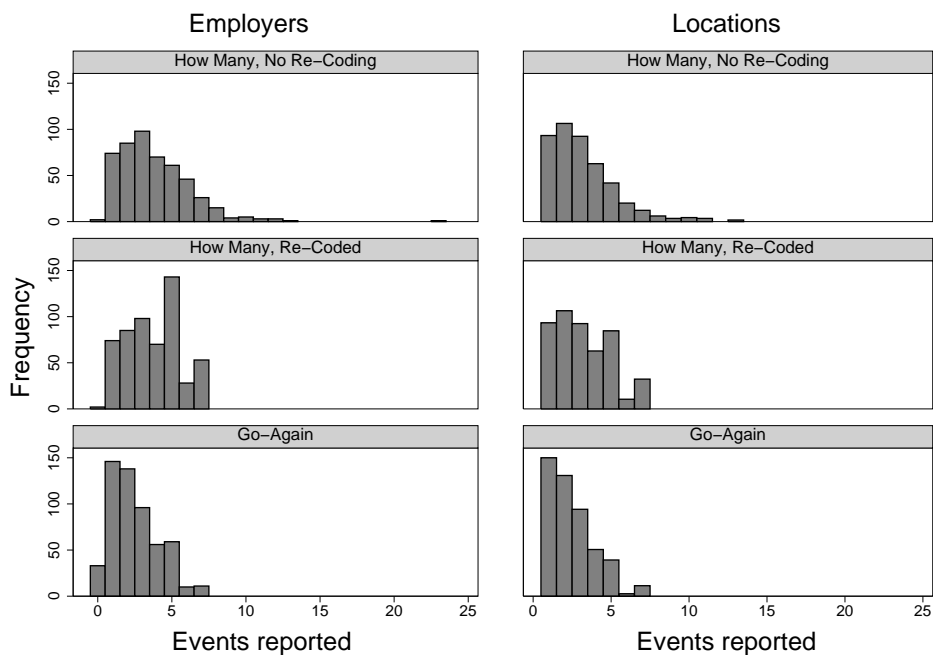 Employers
Locations
How Many, No Re−Coding
How Many, No Re−Coding
0 50 100 150
How Many, Re−Coded
How Many, Re−Coded
0 50 100 150
Frequency
Go−Again
Go−Again
0 50 100 150
0 5 10 15 20 25
0 5 10 15 20 25
Events reported
Events reported